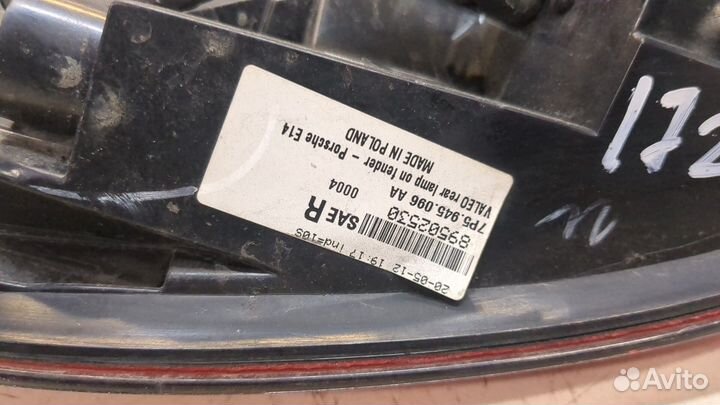 20-05-12 19:17 ind=10S
89502530
SAE R
0004
7P5.945.096 AA
VALEO rear lamp on fender - Porsche E14
MADE IN POLAND
172
Avito